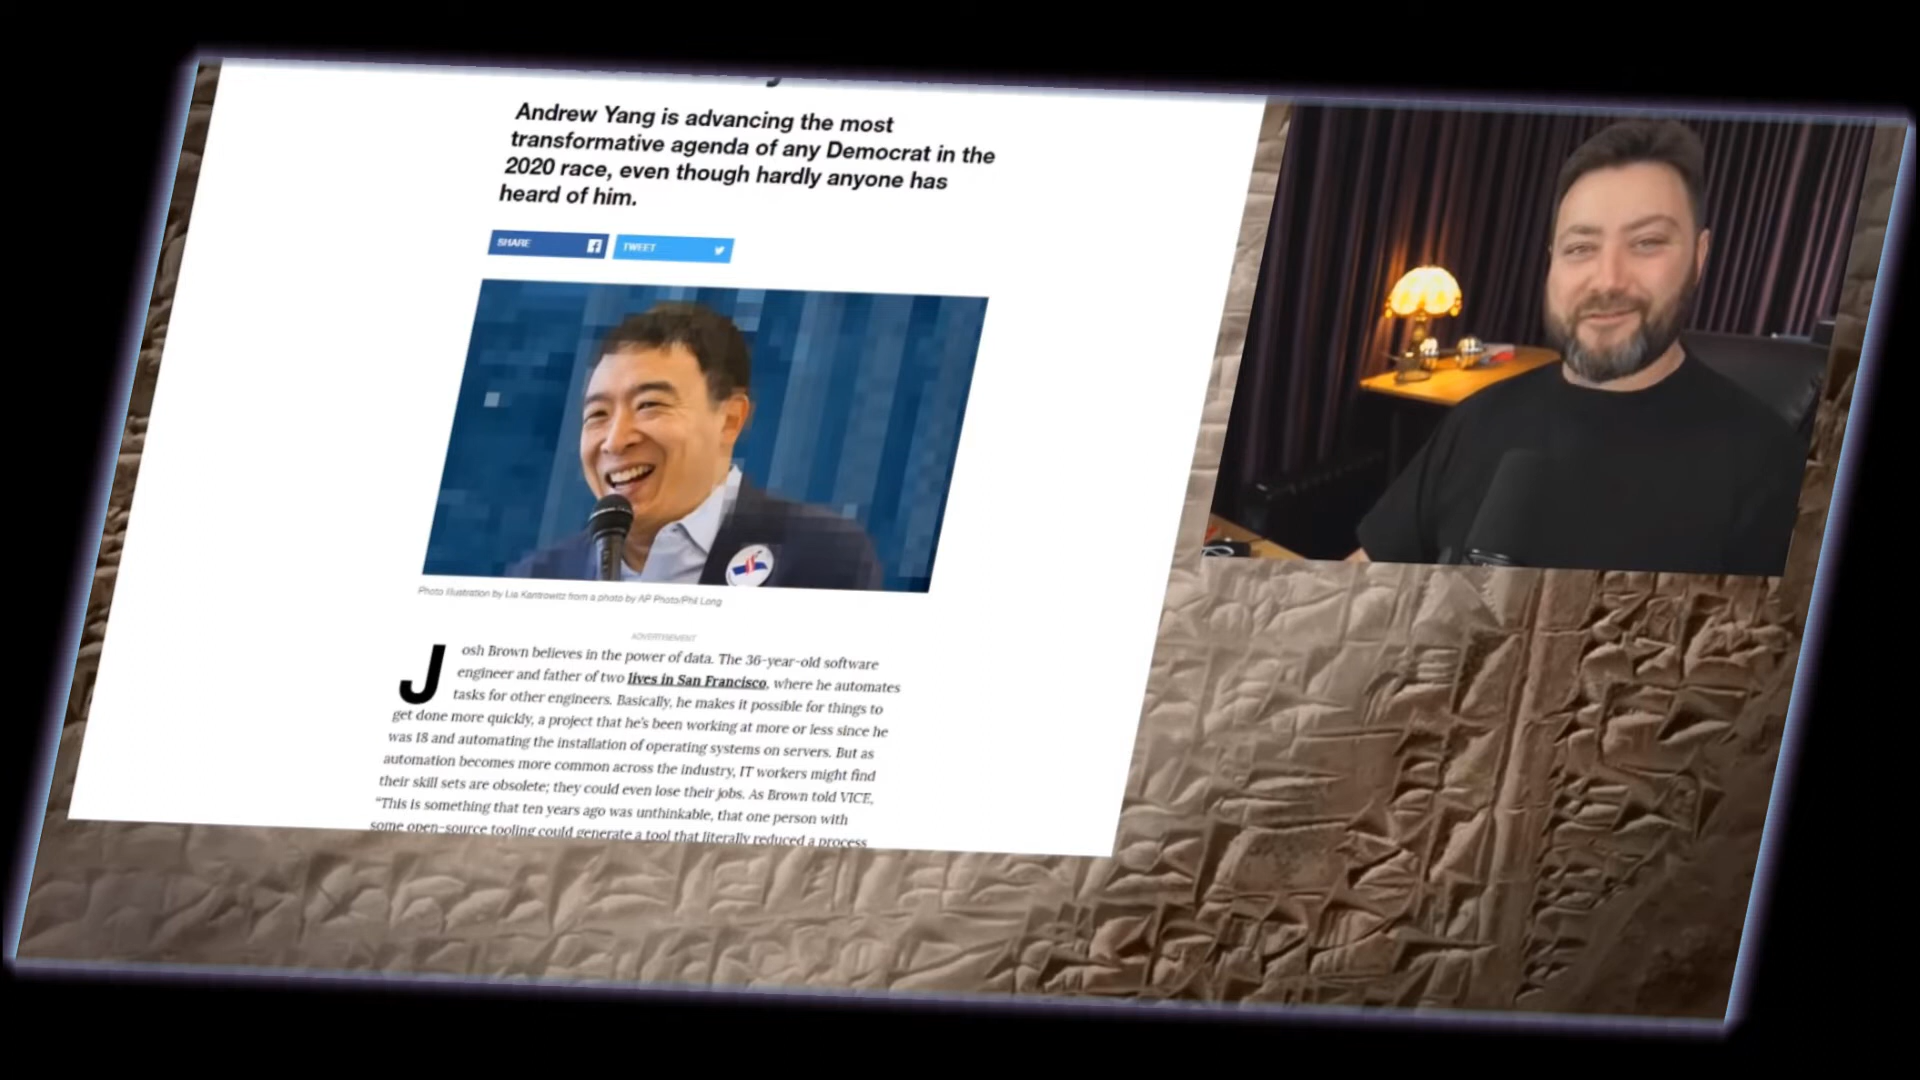 Andrew Yang is advancing the most
transformative agenda of any Democrat in the
2020 race, even though hardly anyone has
heard of him.
SHARE
TWEET
Photo illustration by Lia Kantrowitz from a photo by AP Photo/Phil Long
ADVERTISEMENT
Josh Brown believes in the power of data. The 36-year-old software
engineer and father of two lives in San Francisco, where he automates
tasks for other engineers. Basically, he makes it possible for things to
get done more quickly, a project that he's been working at more or less since he
was 18 and automating the installation of operating systems on servers. But as
automation becomes more common across the industry, IT workers might find
their skill sets are obsolete; they could even lose their jobs. As Brown told VICE,
"This is something that ten years ago was unthinkable, that one person with
some open-source tooling could generate a tool that literally reduced a process